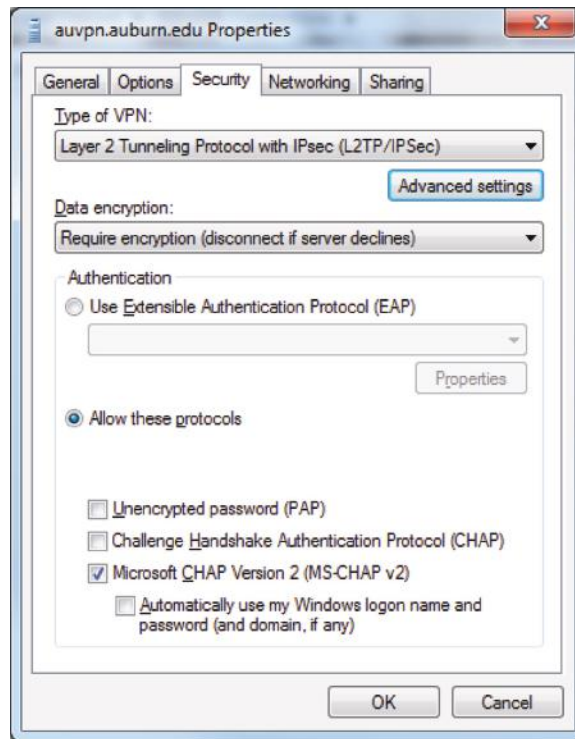 auvpn.auburn.edu Properties
General Options Security Networking Sharing
Type of VPN:
Layer 2 Tunneling Protocol with IPsec (L2TP/IPSec)
Advanced settings
Data encryption:
Require encryption (disconnect if server declines)
Authentication
Use Extensible Authentication Protocol (EAP)
Properties
Allow these protocols
Unencrypted password (PAP)
Challenge Handshake Authentication Protocol (CHAP)
Microsoft CHAP Version 2 (MS-CHAP v2)
Automatically use my Windows logon name and
password (and domain, if any)
OK Cancel